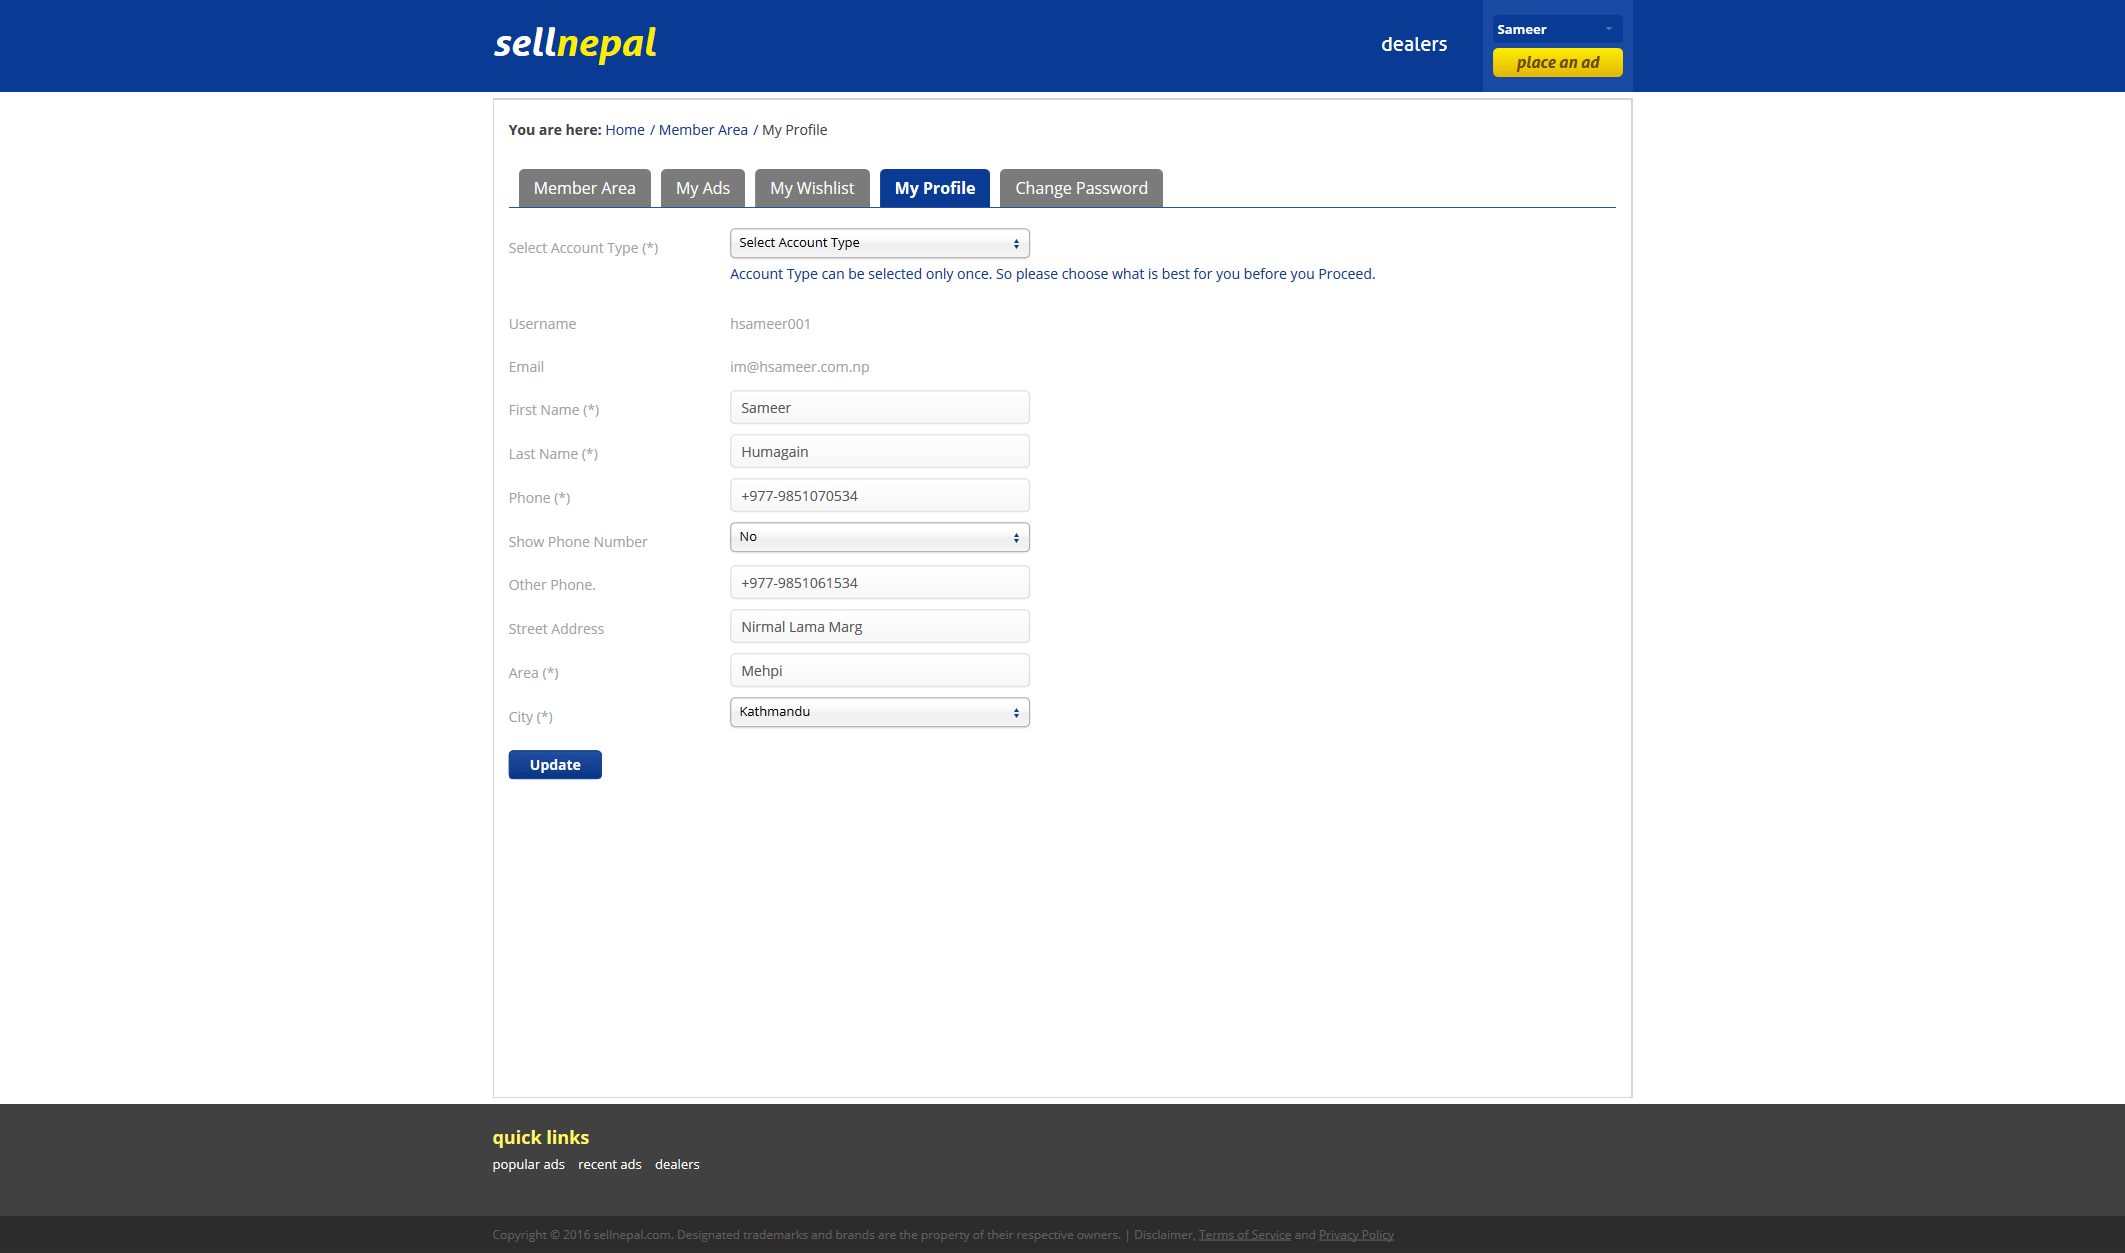 sellnepal
dealers
Sameer
place an ad
You are here: Home / Member Area / My Profile
Member Area My Ads My Wishlist My Profile Change Password
Select Account Type (*) Select Account Type
Account Type can be selected only once. So please choose what is best for you before you Proceed.
Username hsameer001
Email im@hsameer.com.np
First Name (*) Sameer
Last Name (*) Humagain
Phone (*) +977-9851070534
Show Phone Number No
Other Phone. +977-9851061534
Street Address Nirmal Lama Marg
Area (*) Mehpi
City (*) Kathmandu
Update
quick links
popular ads recent ads dealers
Copyright © 2016 sellnepal.com. Designated trademarks and brands are the property of their respective owners. | Disclaimer, Terms of Service and Privacy Policy